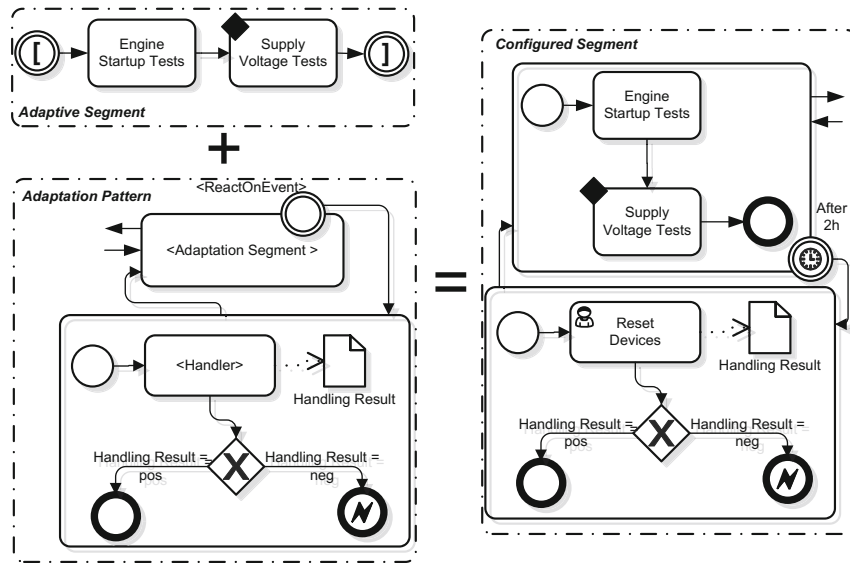 [
Engine
Startup Tests
Supply
Voltage Tests
]
Adaptive Segment
+
Adaptation Pattern
<ReactOnEvent>
<Adaptation Segment >
<Handler>
Handling Result
Handling Result =
pos
Handling Result =
neg
X
=
Configured Segment
Engine
Startup Tests
Supply
Voltage Tests
After
2h
Reset
Devices
Handling Result
Handling Result =
pos
Handling Result =
neg
X